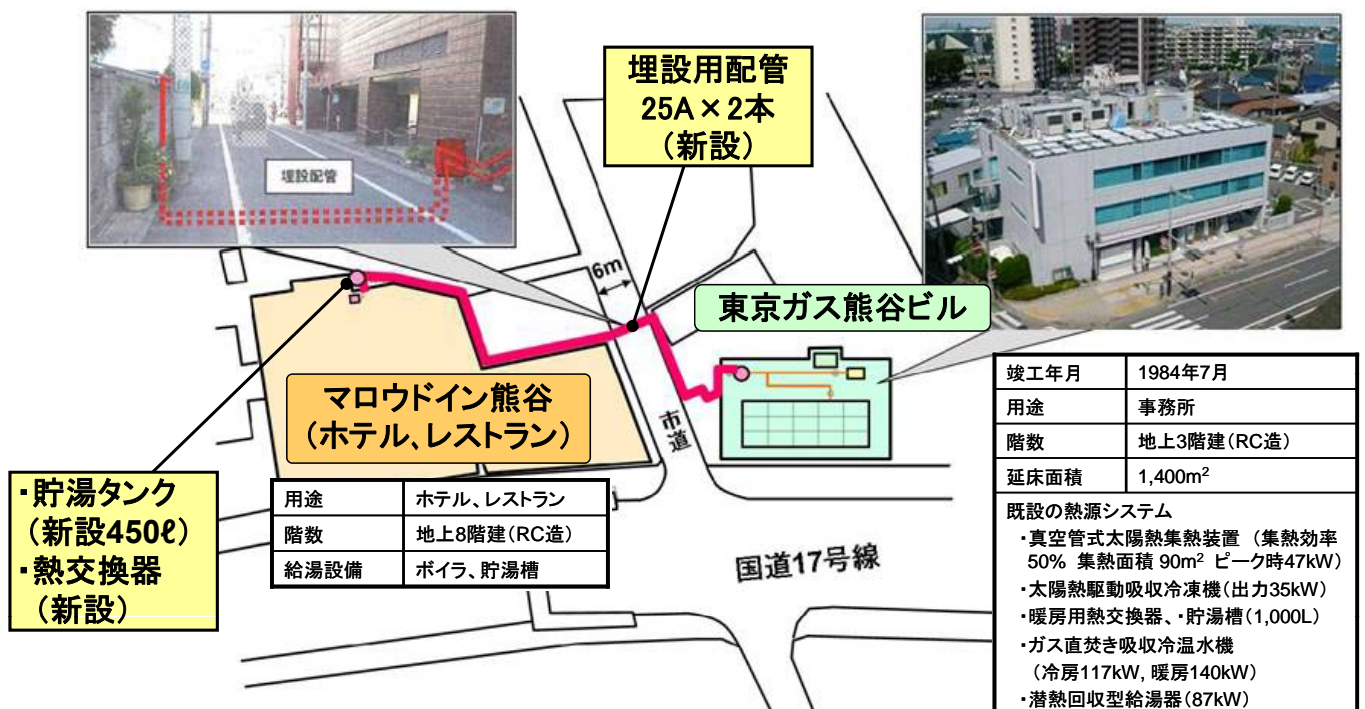 埋設配管
埋設用配管
25A×2本
(新設)
6m
東京ガス熊谷ビル
マロウドイン熊谷
(ホテル、レストラン)
市道
国道17号線
・貯湯タンク
(新設450ℓ)
・熱交換器
(新設)
用途 ホテル、レストラン
階数 地上8階建(RC造)
給湯設備 ボイラ、貯湯槽
竣工年月 1984年7月
用途 事務所
階数 地上3階建(RC造)
延床面積 1,400m²
既設の熱源システム
・真空管式太陽熱集熱装置 (集熱効率
50% 集熱面積 90m² ピーク時47kW)
・太陽熱駆動吸収冷凍機(出力35kW)
・暖房用熱交換器、・貯湯槽(1,000L)
・ガス直焚き吸収冷温水機
(冷房117kW, 暖房140kW)
・潜熱回収型給湯器(87kW)